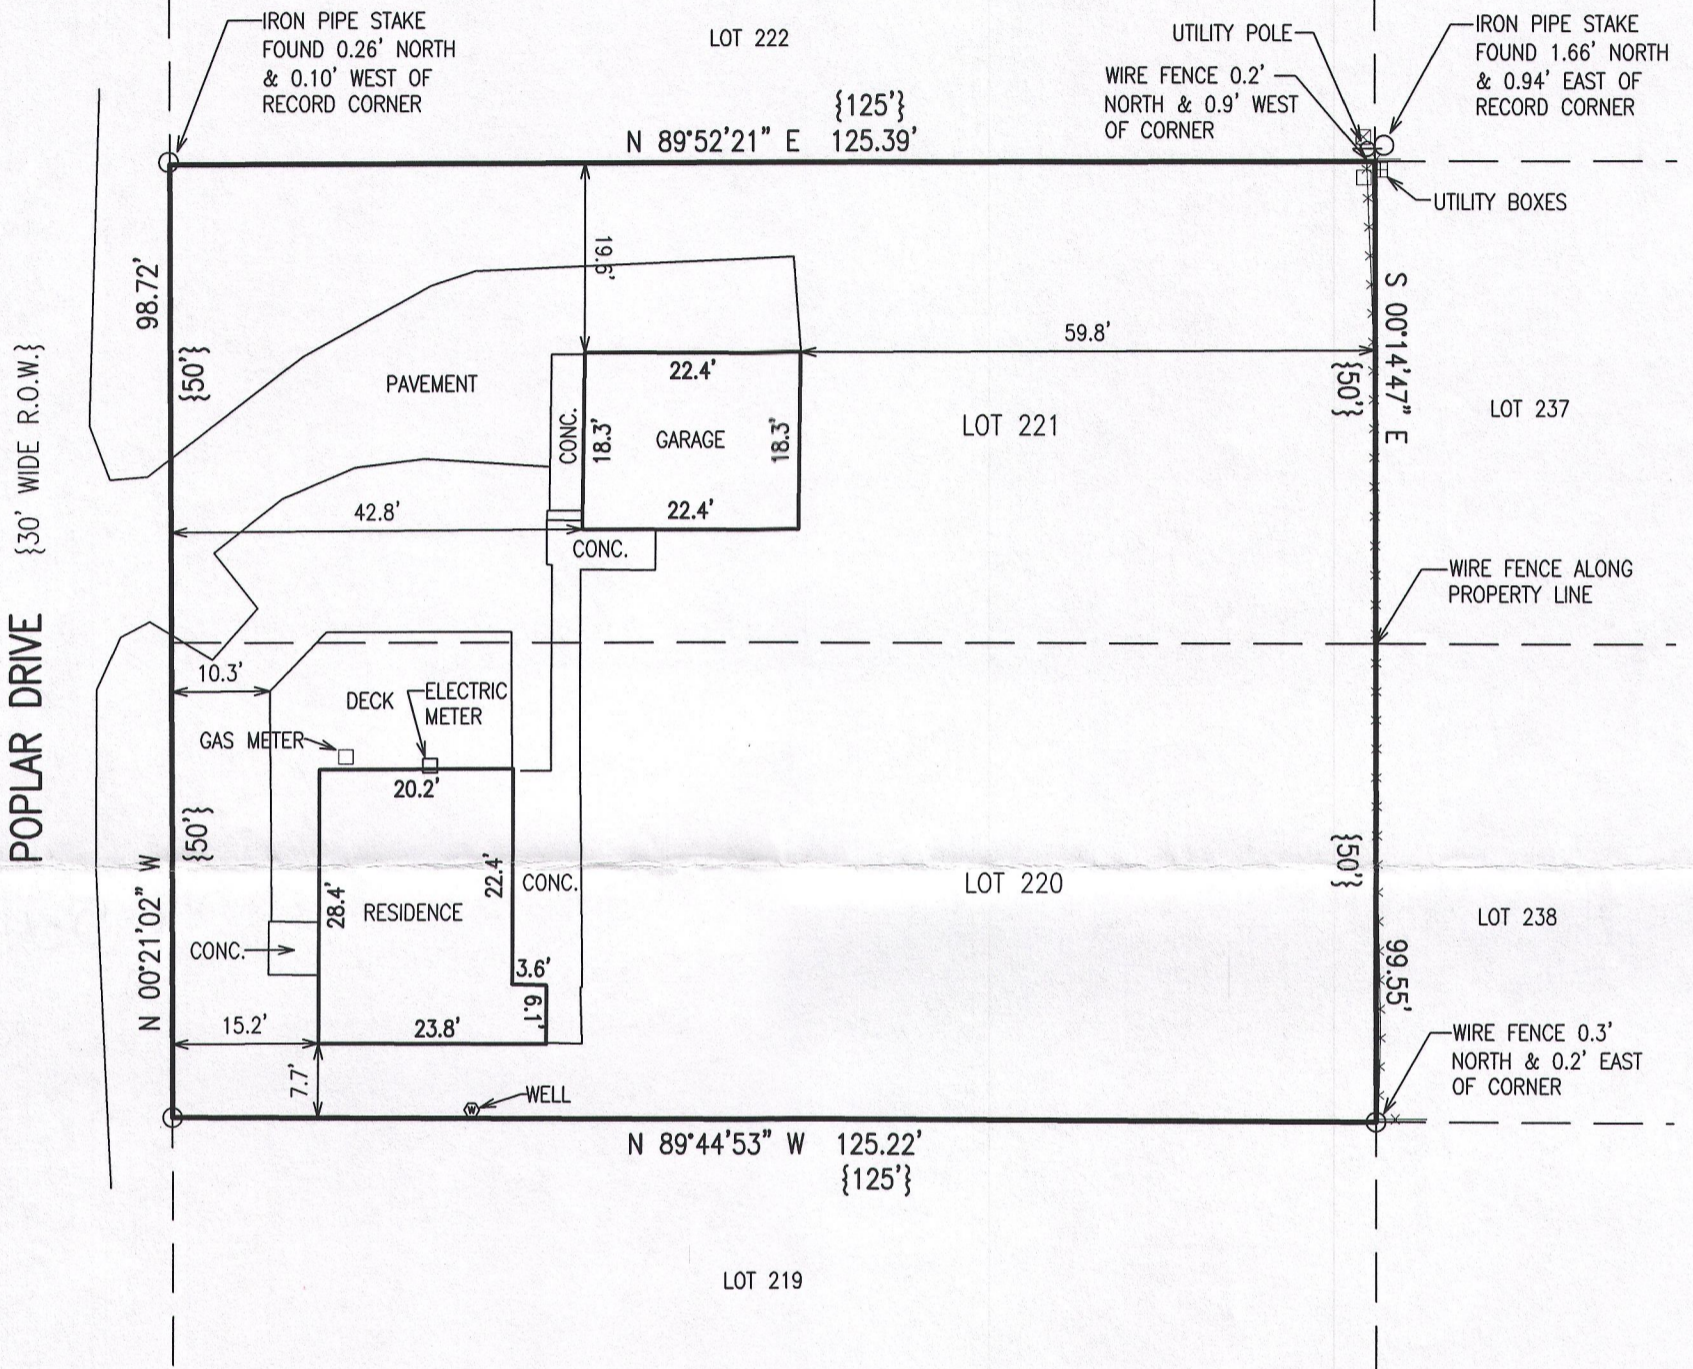 IRON PIPE STAKE
FOUND 0.26' NORTH
& 0.10' WEST OF
RECORD CORNER
LOT 222
UTILITY POLE
WIRE FENCE 0.2'
NORTH & 0.9' WEST
OF CORNER
IRON PIPE STAKE
FOUND 1.66' NORTH
& 0.94' EAST OF
RECORD CORNER
{125'}
N 89°52'21" E 125.39'
UTILITY BOXES
98.72'
{50'}
19.6'
S 00°14'47" E
{50'}
59.8'
PAVEMENT
22.4'
CONC.
18.3'
GARAGE
18.3'
22.4'
LOT 221
LOT 237
42.8'
CONC.
WIRE FENCE ALONG
PROPERTY LINE
POPLAR DRIVE {30' WIDE R.O.W.}
10.3'
DECK
ELECTRIC
METER
GAS METER
20.2'
{50'}
N 00°21'02" W
28.4'
RESIDENCE
22.4'
CONC.
LOT 220
{50'}
LOT 238
CONC.
3.6'
6.1'
99.55'
15.2'
23.8'
7.7'
WELL
W
WIRE FENCE 0.3'
NORTH & 0.2' EAST
OF CORNER
N 89°44'53" W 125.22'
{125'}
LOT 219